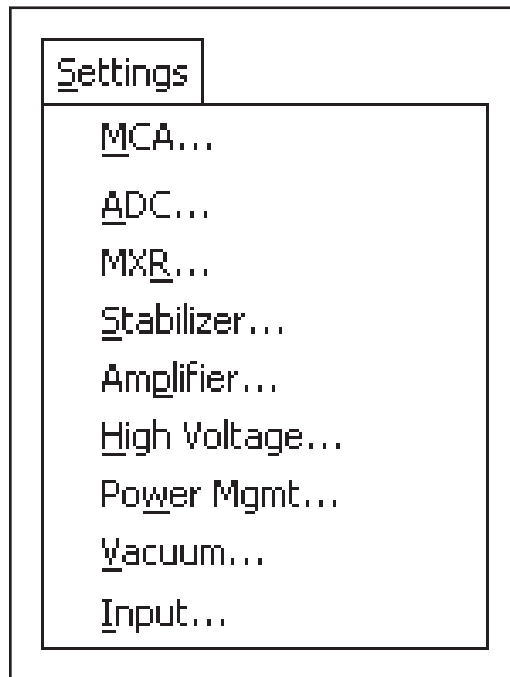 Settings
MCA...
ADC...
MXR...
Stabilizer...
Amplifier...
High Voltage...
Power Mgmt...
Vacuum...
Input...